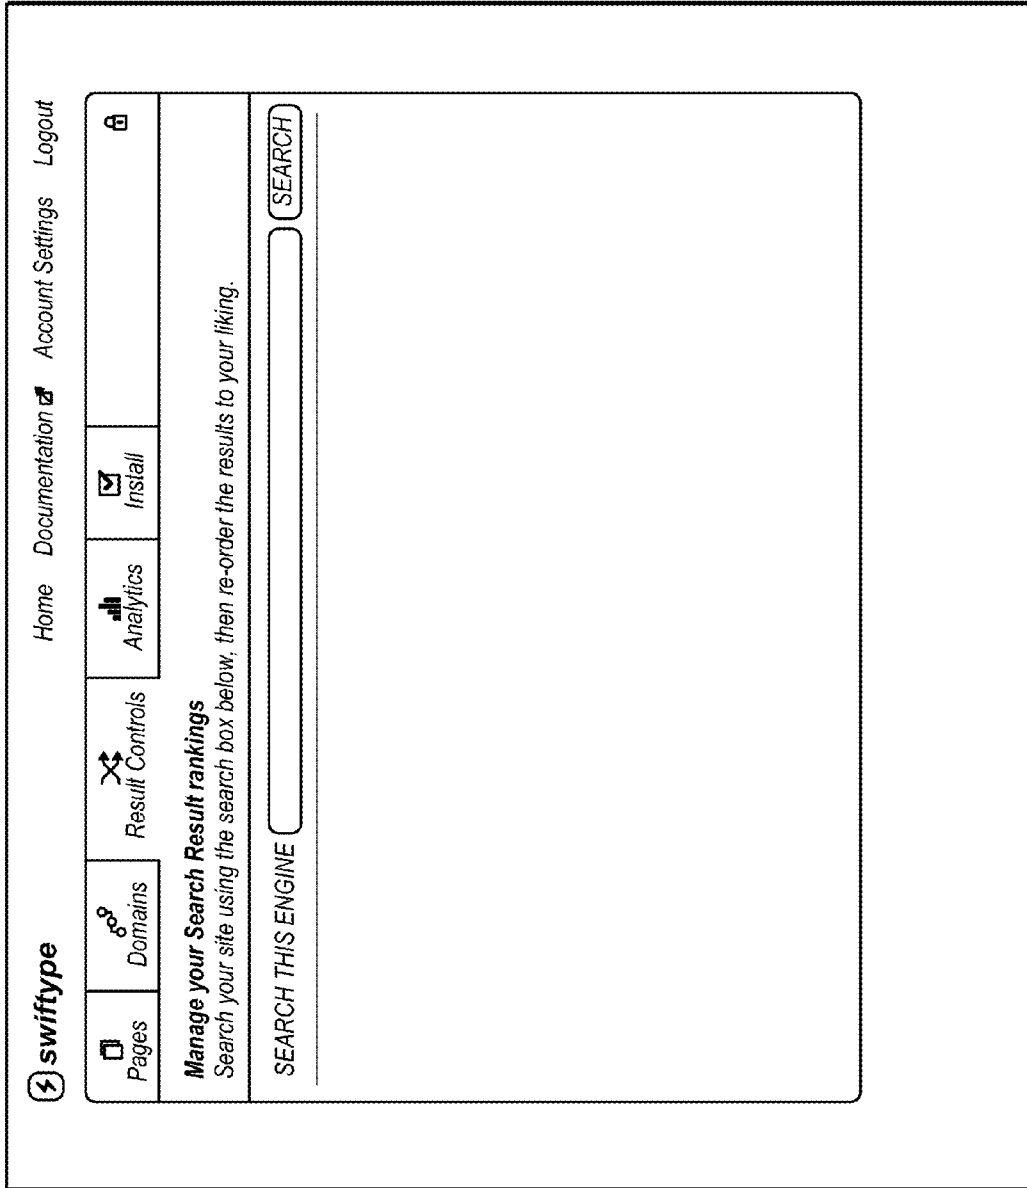 swiftype
Home Documentation Account Settings Logout
Pages Domains Result Controls Analytics Install
Manage your Search Result rankings
Search your site using the search box below, then re-order the results to your liking.
SEARCH THIS ENGINE SEARCH